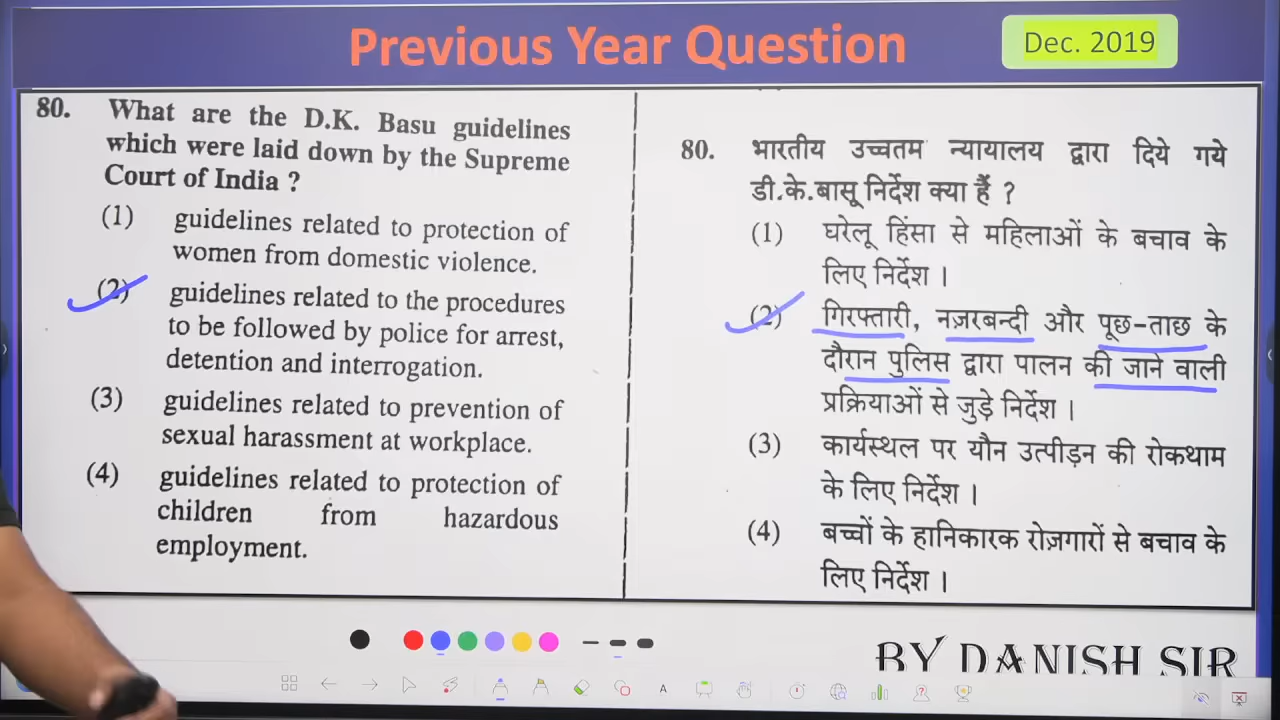 Previous Year Question
Dec. 2019
80. What are the D.K. Basu guidelines
which were laid down by the Supreme
Court of India ?
(1) guidelines related to protection of
women from domestic violence.
(2) guidelines related to the procedures
to be followed by police for arrest,
detention and interrogation.
(3) guidelines related to prevention of
sexual harassment at workplace.
(4) guidelines related to protection of
children from hazardous
employment.
80. भारतीय उच्चतम न्यायालय द्वारा दिये गये
डी.के.बासू निर्देश क्या हैं ?
(1) घरेलू हिंसा से महिलाओं के बचाव के
लिए निर्देश ।
(2) गिरफ्तारी, नज़रबन्दी और पूछ-ताछ के
दौरान पुलिस द्वारा पालन की जाने वाली
प्रक्रियाओं से जुड़े निर्देश ।
(3) कार्यस्थल पर यौन उत्पीड़न की रोकथाम
के लिए निर्देश ।
(4) बच्चों के हानिकारक रोज़गारों से बचाव के
लिए निर्देश ।
BY DANISH SIR
A